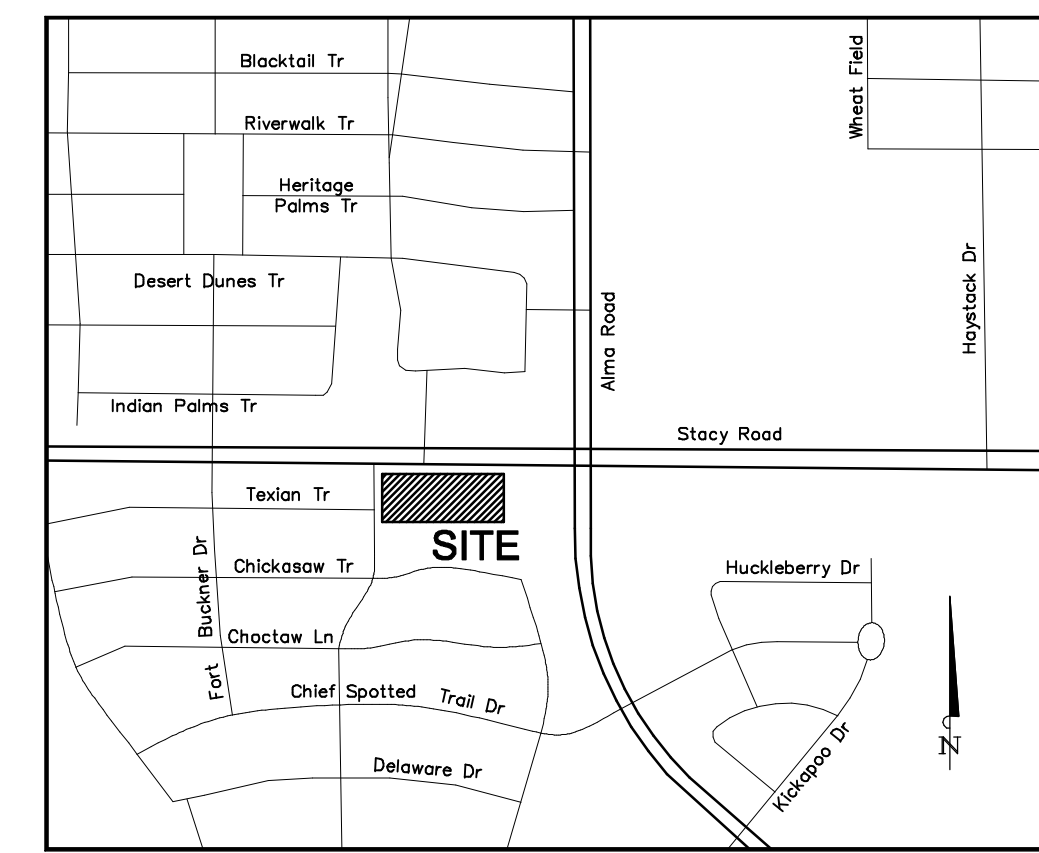 Blacktail Tr
Wheat Field
Riverwalk Tr
Heritage
Palms Tr
Desert Dunes Tr
Haystack Dr
Alma Road
Indian Palms Tr
Stacy Road
Texian Tr
SITE
Chickasaw Tr
Huckleberry Dr
Fort Buckner Dr
Choctaw Ln
Chief Spotted Trail Dr
Delaware Dr
Kickapoo Dr
N